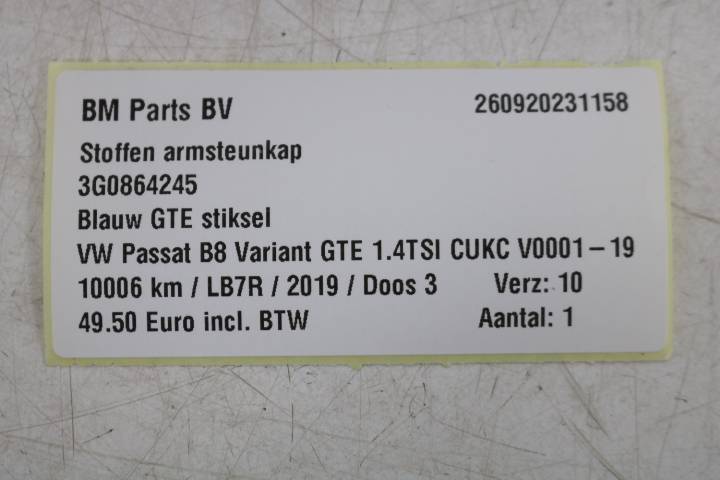 BM Parts BV 260920231158
Stoffen armsteunkap
3G0864245
Blauw GTE stiksel
VW Passat B8 Variant GTE 1.4TSI CUKC V0001-19
10006 km / LB7R / 2019 / Doos 3 Verz: 10
49.50 Euro incl. BTW Aantal: 1